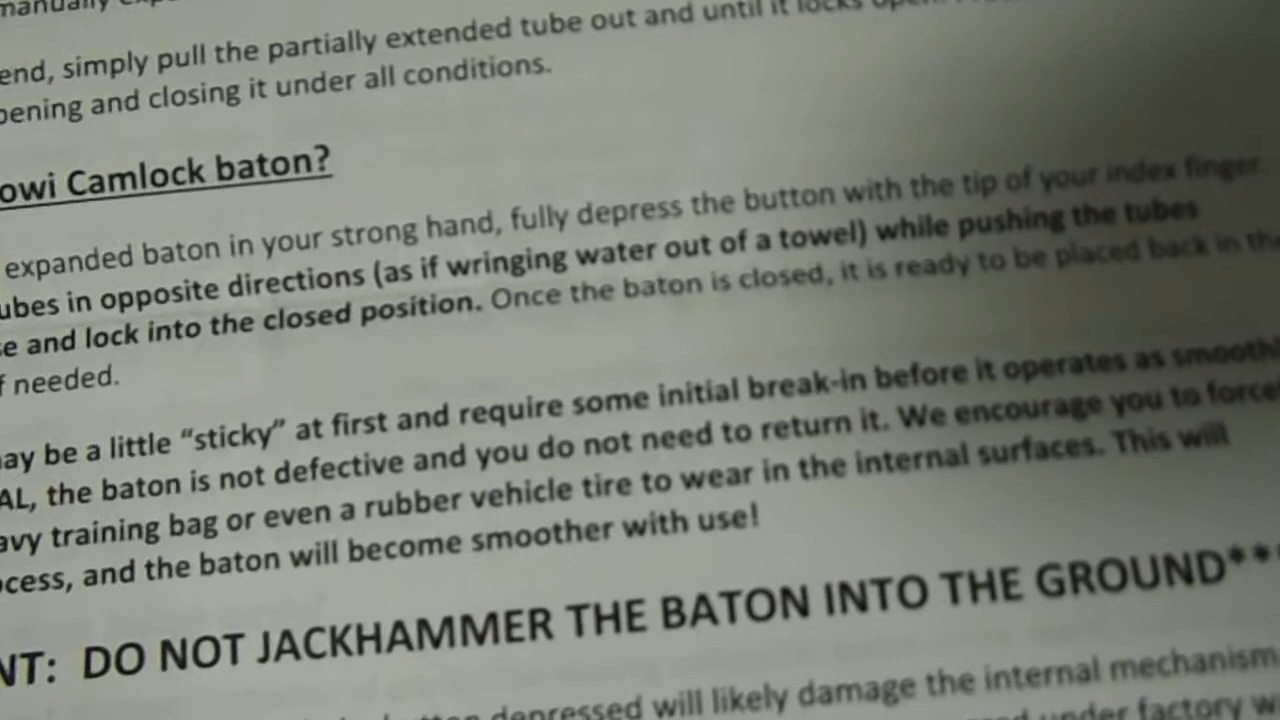 manually
end, simply pull the partially extended tube out and until it locks open.
pening and closing it under all conditions.
owi Camlock baton?
expanded baton in your strong hand, fully depress the button with the tip of your index finger.
ubes in opposite directions (as if wringing water out of a towel) while pushing the tubes
e and lock into the closed position. Once the baton is closed, it is ready to be placed back in the
f needed.
ay be a little “sticky” at first and require some initial break-in before it operates as smooth
AL, the baton is not defective and you do not need to return it. We encourage you to force
avy training bag or even a rubber vehicle tire to wear in the internal surfaces. This will
ocess, and the baton will become smoother with use!
NT: DO NOT JACKHAMMER THE BATON INTO THE GROUND**
button depressed will likely damage the internal mechanism
under factory w